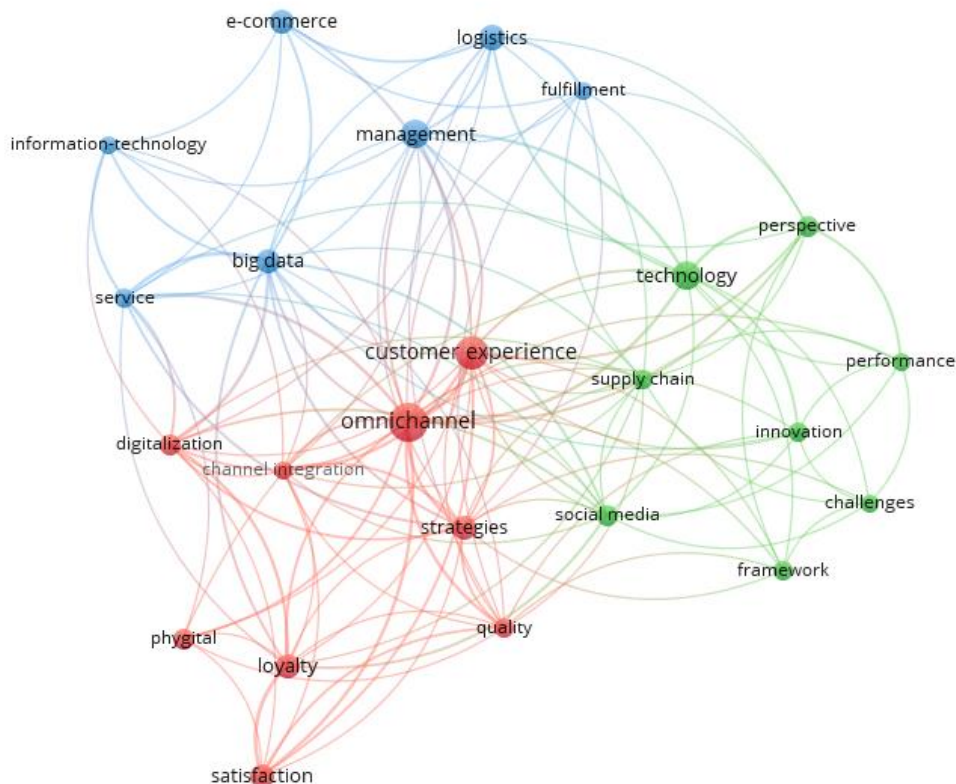 e-commerce
logistics
fulfillment
management
information-technology
perspective
big data
technology
service
customer experience
supply chain
performance
omnichannel
innovation
digitalization
channel integration
challenges
social media
strategies
framework
quality
phygital
loyalty
satisfaction